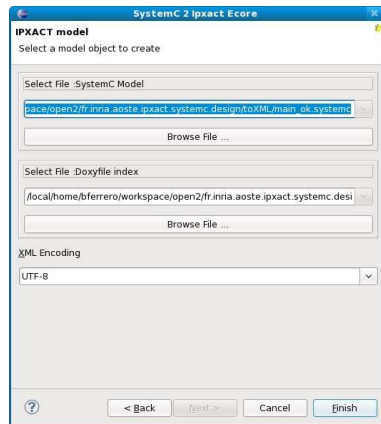 SystemC 2 Ipxact Ecore
IPXACT model
Select a model object to create
Select File :SystemC Model
pace/open2/fr.inria.aoste.ipxact.systemc.design/toXML/main_ok.systemc
Browse File ...
Select File :Doxyfile index
/local/home/bferrero/workspace/open2/fr.inria.aoste.ipxact.systemc.desi
Browse File ...
XML Encoding
UTF-8
< Back
Next >
Cancel
Finish